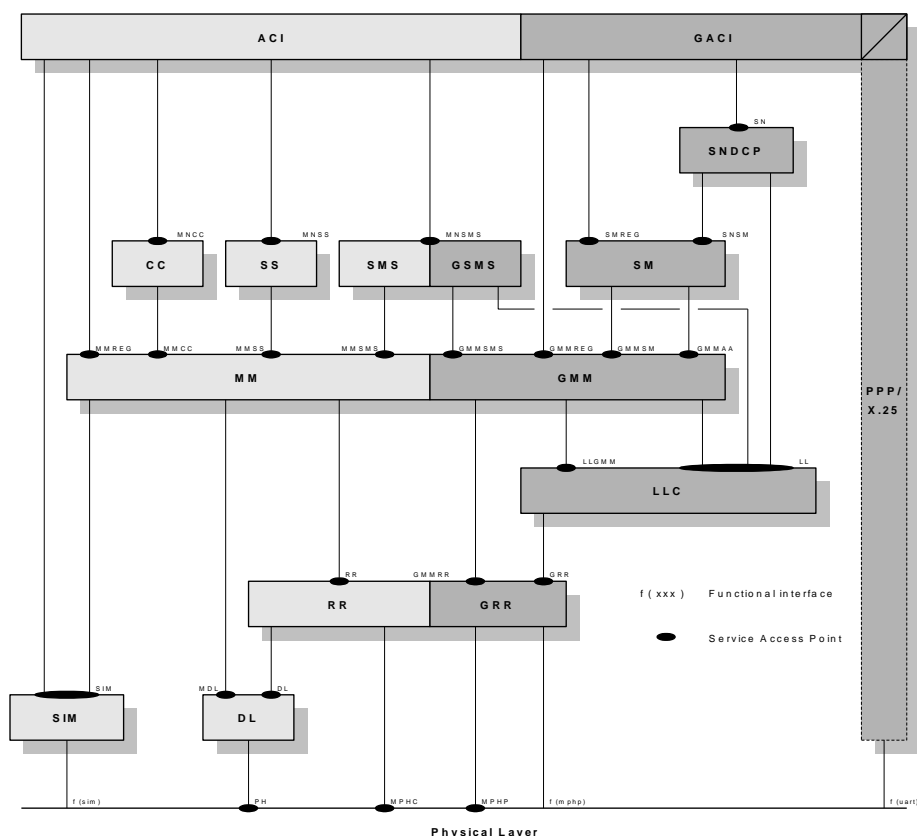 ACI
GACI
SN
SNDCP
MNCC
MNSS
MNSMS
SMREG
SNSM
CC
SS
SMS
GSMS
SM
MMREG
MMCC
MMSS
MMSMS
GMMSMS
GMMREG
GMMSM
GMMAA
MM
GMM
PPP/
X.25
LLGMM
LL
LLC
RR
GMMRR
GRR
RR
GRR
f(xxx) Functional interface
Service Access Point
SIM
MDL
DL
SIM
DL
f(sim)
PH
MPHC
MPHP
f(mphp)
f(uart)
Physical Layer